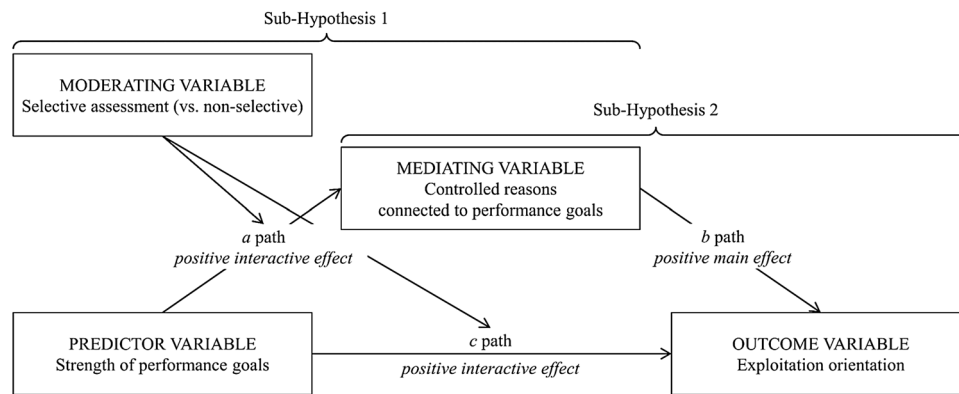 Sub-Hypothesis 1
MODERATING VARIABLE
Selective assessment (vs. non-selective)
Sub-Hypothesis 2
MEDIATING VARIABLE
Controlled reasons
connected to performance goals
a path
positive interactive effect
b path
positive main effect
PREDICTOR VARIABLE
Strength of performance goals
c path
positive interactive effect
OUTCOME VARIABLE
Exploitation orientation